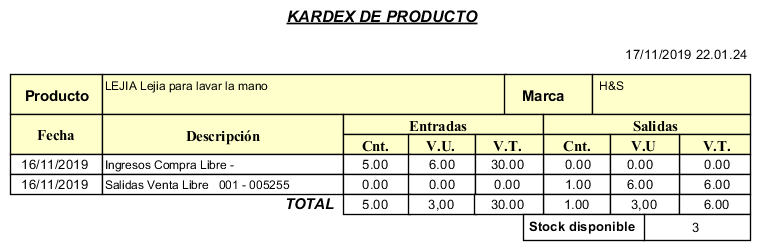 KARDEX DE PRODUCTO
17/11/2019 22.01.24
Producto LEJIA Lejia para lavar la mano Marca H&S
Fecha Descripción Entradas Salidas
Cnt. V.U. V.T. Cnt. V.U V.T.
16/11/2019 Ingresos Compra Libre - 5.00 6.00 30.00 0.00 0.00 0.00
16/11/2019 Salidas Venta Libre 001 - 005255 0.00 0.00 0.00 1.00 6.00 6.00
TOTAL 5.00 3,00 30.00 1.00 3,00 6.00
Stock disponible 3